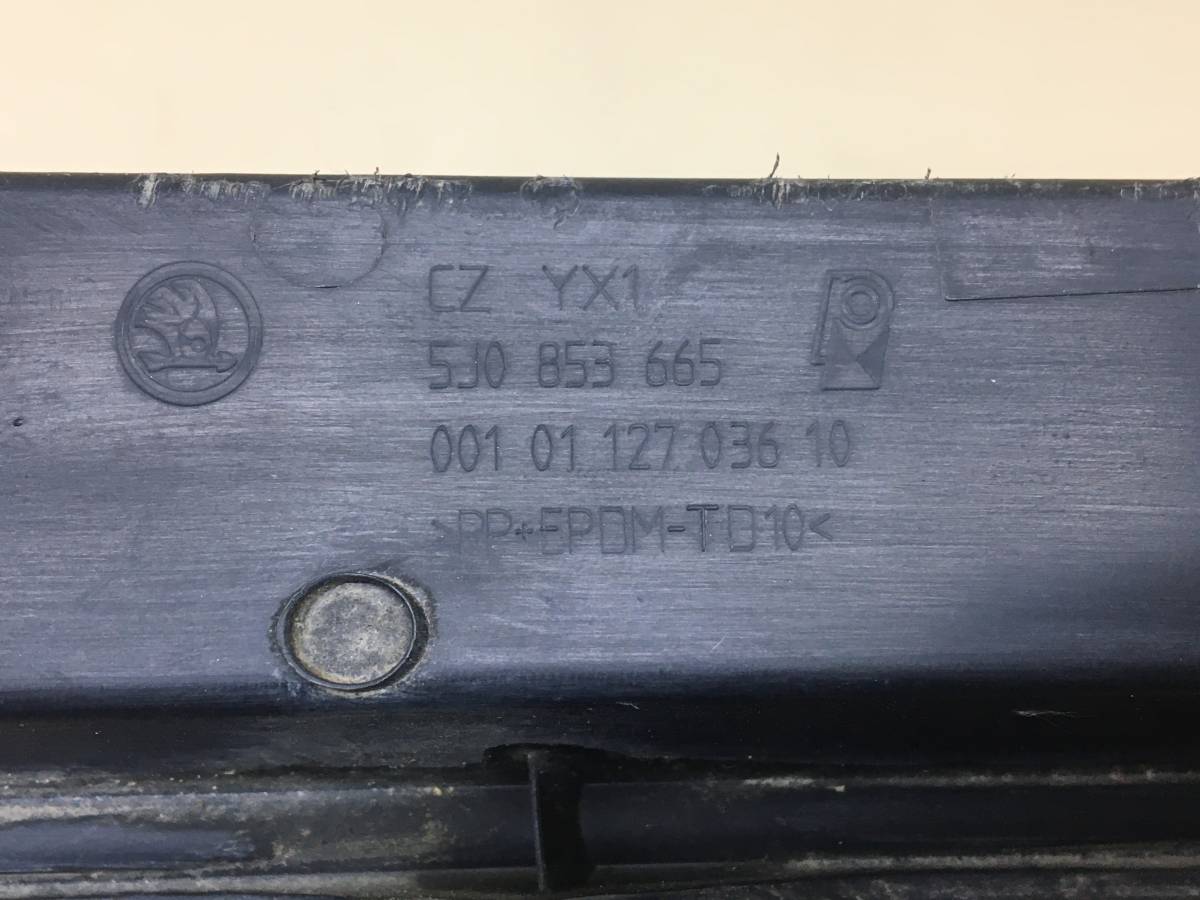 CZ YX1
5J0 853 665
001 01 127 036 10
>PP+EPDM-TD10<